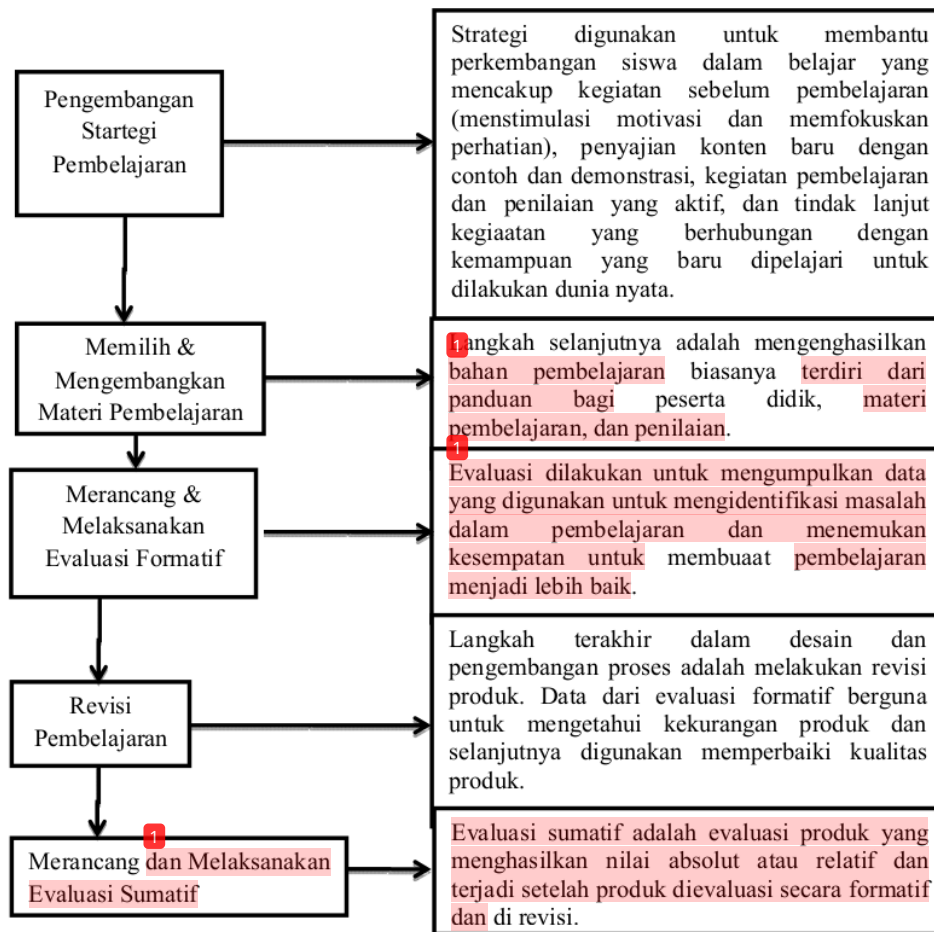 Pengembangan
Startegi
Pembelajaran
Strategi digunakan untuk membantu
perkembangan siswa dalam belajar yang
mencakup kegiatan sebelum pembelajaran
(menstimulasi motivasi dan memfokuskan
perhatian), penyajian konten baru dengan
contoh dan demonstrasi, kegiatan pembelajaran
dan penilaian yang aktif, dan tindak lanjut
kegiaatan yang berhubungan dengan
kemampuan yang baru dipelajari untuk
dilakukan dunia nyata.
Memilih &
Mengembangkan
Materi Pembelajaran
1
Langkah selanjutnya adalah mengenghasilkan
bahan pembelajaran biasanya terdiri dari
panduan bagi peserta didik, materi
pembelajaran, dan penilaian.
Merancang &
Melaksanakan
Evaluasi Formatif
1
Evaluasi dilakukan untuk mengumpulkan data
yang digunakan untuk mengidentifikasi masalah
dalam pembelajaran dan menemukan
kesempatan untuk membuaat pembelajaran
menjadi lebih baik.
Revisi
Pembelajaran
Langkah terakhir dalam desain dan
pengembangan proses adalah melakukan revisi
produk. Data dari evaluasi formatif berguna
untuk mengetahui kekurangan produk dan
selanjutnya digunakan memperbaiki kualitas
produk.
1
Merancang dan Melaksanakan
Evaluasi Sumatif
Evaluasi sumatif adalah evaluasi produk yang
menghasilkan nilai absolut atau relatif dan
terjadi setelah produk dievaluasi secara formatif
dan di revisi.